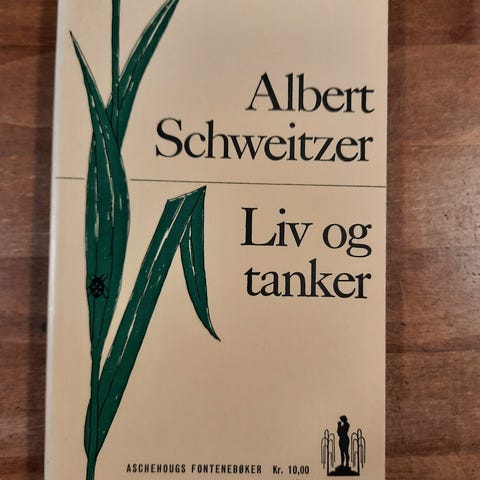 Albert
Schweitzer
Liv og
tanker
ASCHEHOUGS FONTENEBØKER Kr. 10,00